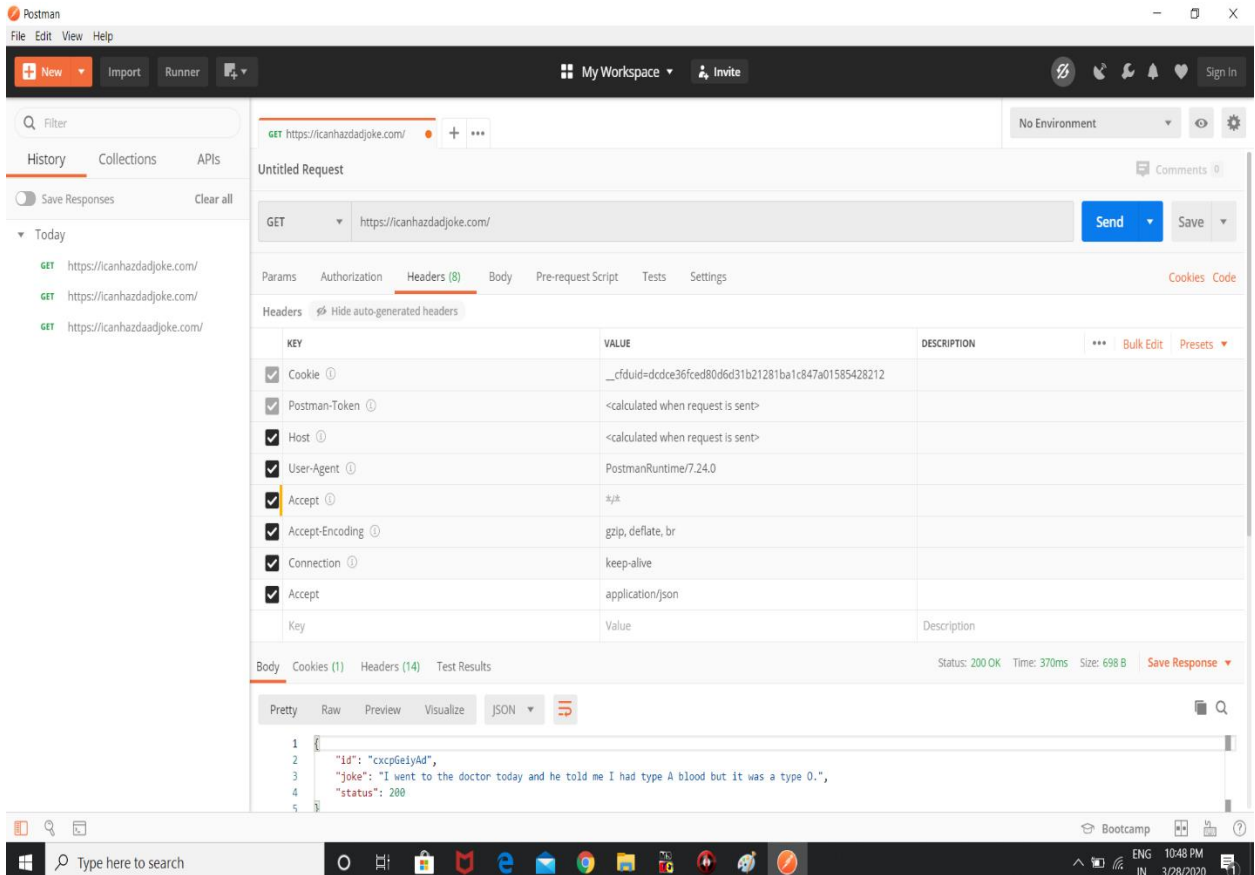 Postman
File Edit View Help
New Import Runner My Workspace Invite Sign In
Filter
History Collections APIs
Save Responses Clear all
Today
GET https://icanhazdadjoke.com/
GET https://icanhazdadjoke.com/
GET https://icanhazdaadjoke.com/
GET https://icanhazdadjoke.com/ No Environment
Untitled Request Comments 0
GET https://icanhazdadjoke.com/ Send Save
Params Authorization Headers (8) Body Pre-request Script Tests Settings Cookies Code
Headers Hide auto-generated headers
KEY VALUE DESCRIPTION Bulk Edit Presets
Cookie __cfduid=dcdce36fced80d6d31b21281ba1c847a01585428212
Postman-Token <calculated when request is sent>
Host <calculated when request is sent>
User-Agent PostmanRuntime/7.24.0
Accept */*
Accept-Encoding gzip, deflate, br
Connection keep-alive
Accept application/json
Key Value Description
Body Cookies (1) Headers (14) Test Results Status: 200 OK Time: 370ms Size: 698 B Save Response
Pretty Raw Preview Visualize JSON
1 {
2 "id": "cxcpGeiyAd",
3 "joke": "I went to the doctor today and he told me I had type A blood but it was a type O.",
4 "status": 200
5 }
Bootcamp
Type here to search ENG 10:48 PM
IN 3/28/2020